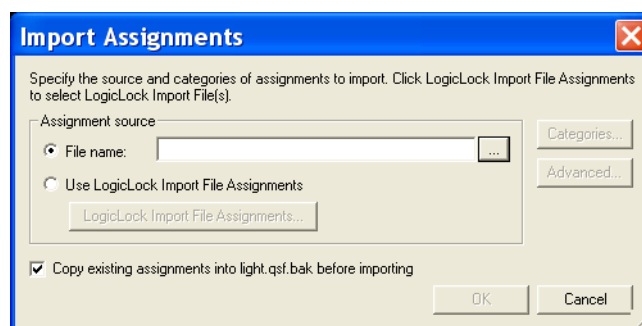 Import Assignments
Specify the source and categories of assignments to import. Click LogicLock Import File Assignments
to select LogicLock Import File(s).
Assignment source
File name:
...
Categories...
Use LogicLock Import File Assignments
Advanced...
LogicLock Import File Assignments...
Copy existing assignments into light.qsf.bak before importing
OK
Cancel